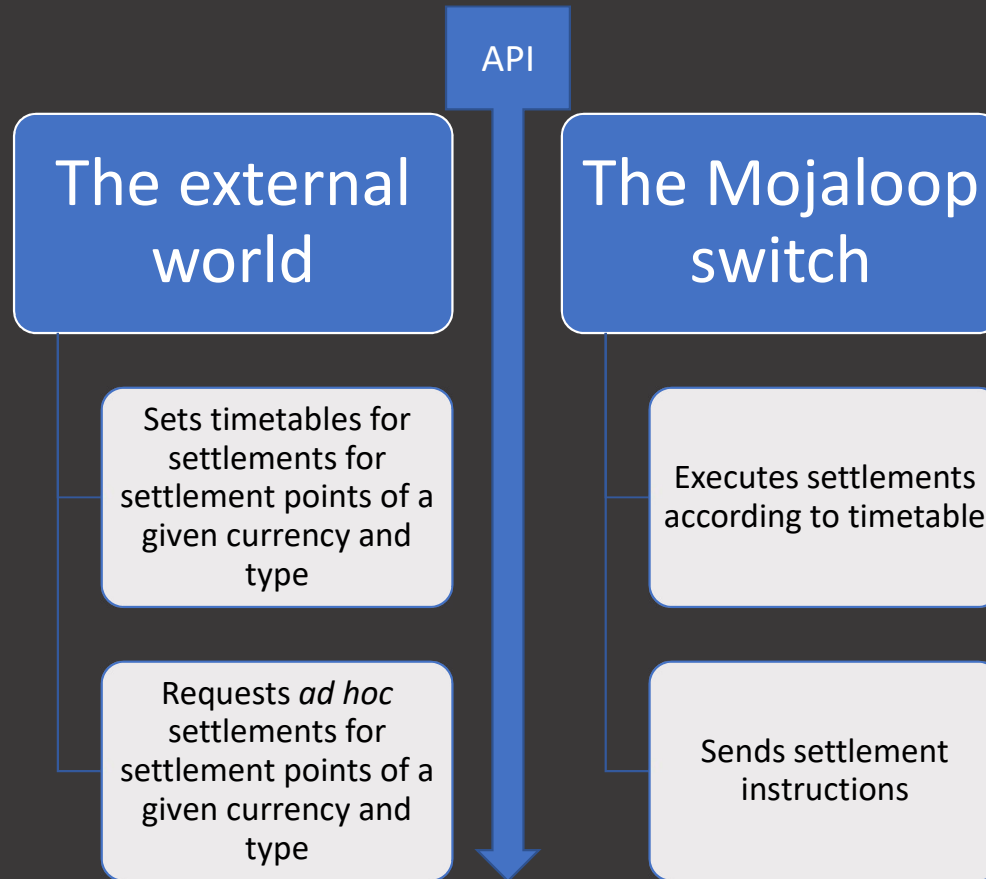 API
The external
world
Sets timetables for
settlements for
settlement points of a
given currency and
type
Requests ad hoc
settlements for
settlement points of a
given currency and
type
The Mojaloop
switch
Executes settlements
according to timetable
Sends settlement
instructions